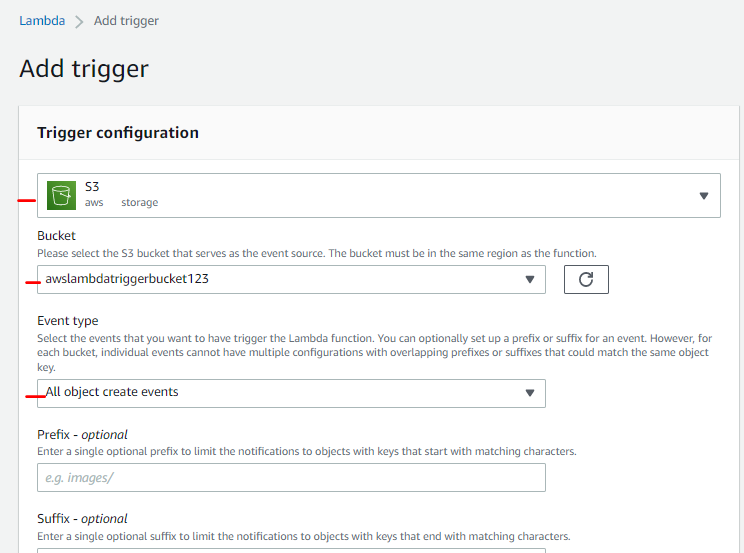 Lambda > Add trigger
Add trigger
Trigger configuration
S3
aws storage
Bucket
Please select the S3 bucket that serves as the event source. The bucket must be in the same region as the function.
awslambdatriggerbucket123
Event type
Select the events that you want to have trigger the Lambda function. You can optionally set up a prefix or suffix for an event. However, for
each bucket, individual events cannot have multiple configurations with overlapping prefixes or suffixes that could match the same object
key.
All object create events
Prefix - optional
Enter a single optional prefix to limit the notifications to objects with keys that start with matching characters.
e.g. images/
Suffix - optional
Enter a single optional suffix to limit the notifications to objects with keys that end with matching characters.